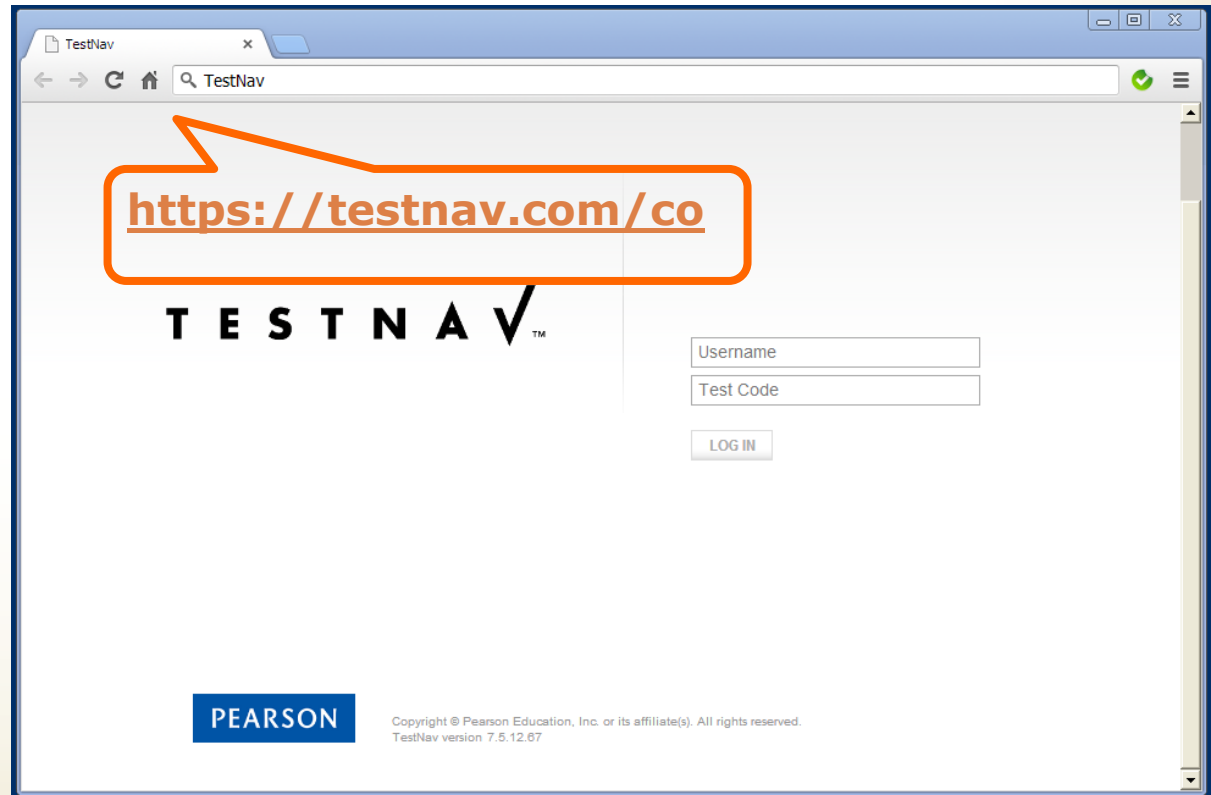 TestNav
TestNav
https://testnav.com/co
TESTNAV™
Username
Test Code
LOG IN
PEARSON
Copyright © Pearson Education, Inc. or its affiliate(s). All rights reserved.
TestNav version 7.5.12.67